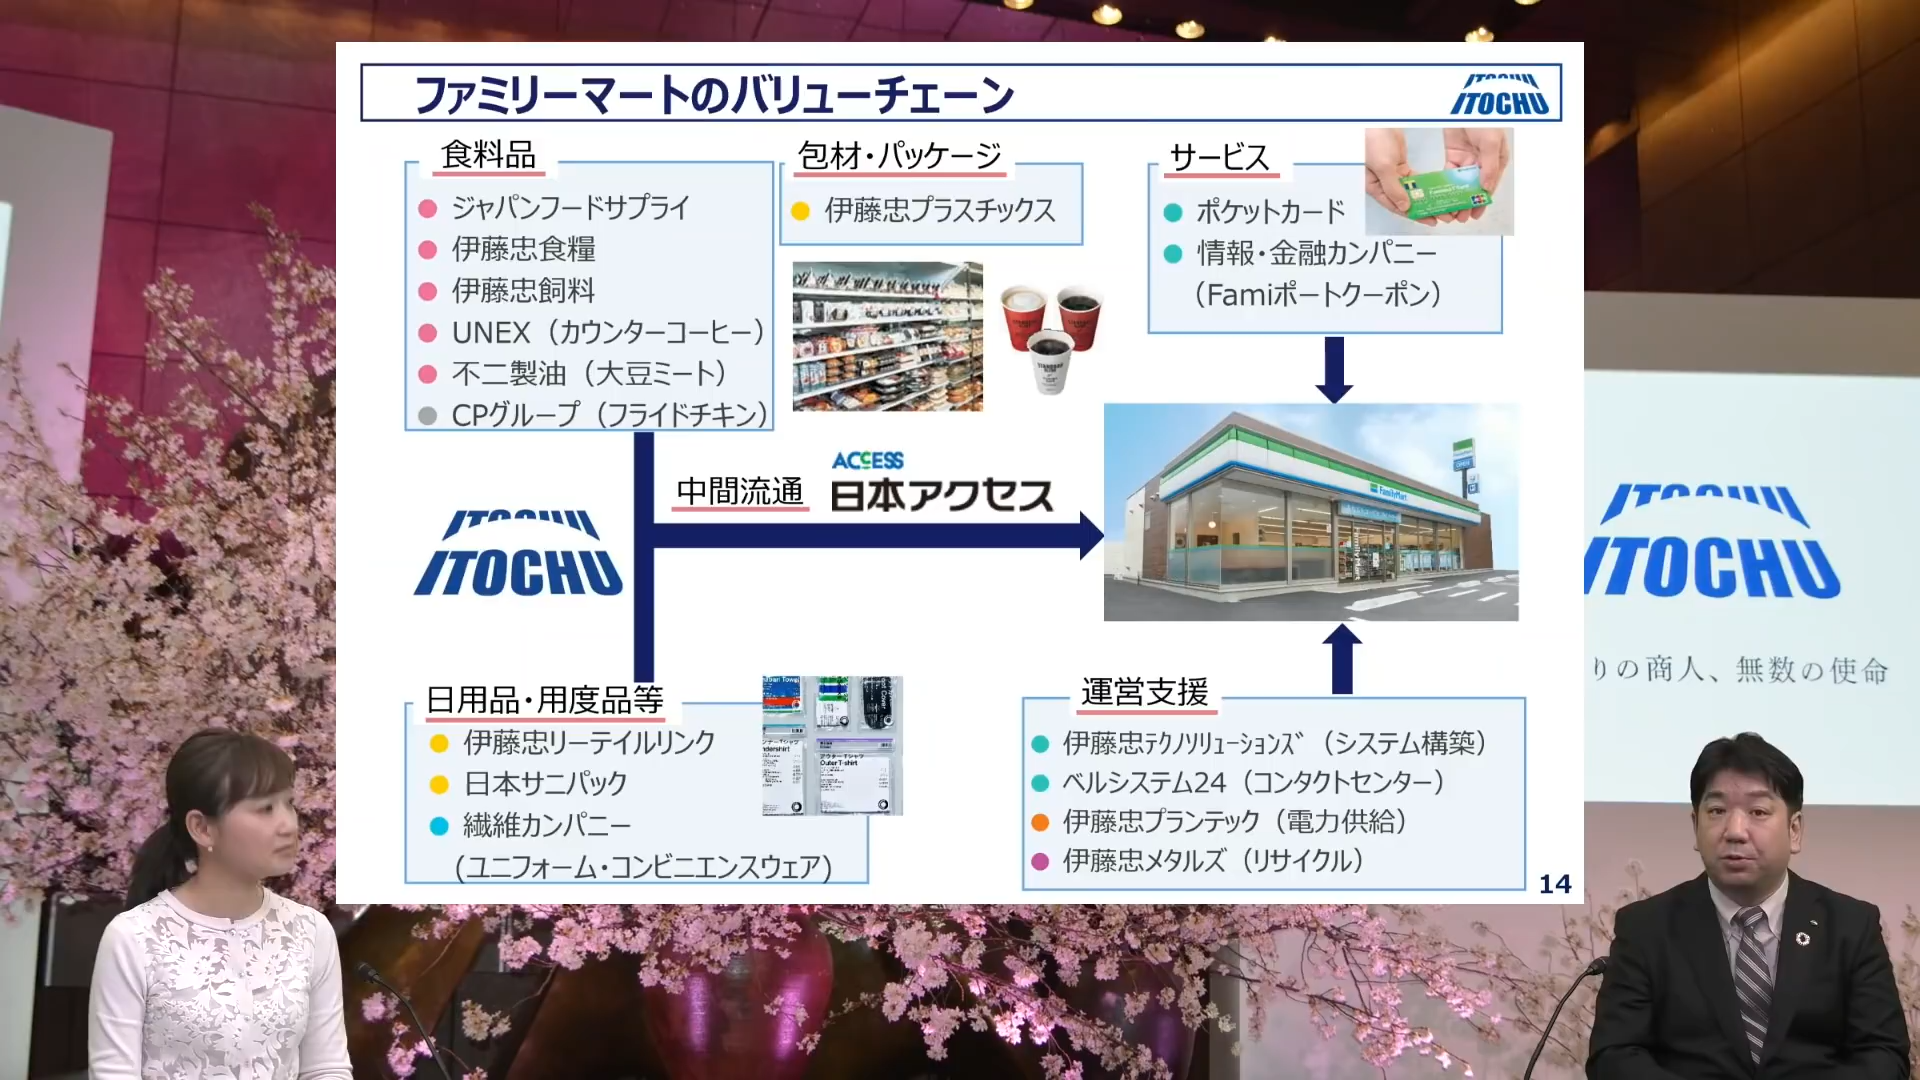 ファミリーマートのバリューチェーン
ITOCHU
食料品
ジャパンフードサプライ
伊藤忠食糧
伊藤忠飼料
UNEX（カウンターコーヒー）
不二製油（大豆ミート）
CPグループ（フライドチキン）
包材・パッケージ
伊藤忠プラスチックス
サービス
ポケットカード
情報・金融カンパニー
（Famiポートクーポン）
中間流通
ACCESS
日本アクセス
ITOCHU
FamilyMart
日用品・用度品等
伊藤忠リーテイルリンク
日本サニパック
繊維カンパニー
（ユニフォーム・コンビニエンスウェア）
Outer T-shirt
運営支援
伊藤忠ﾃｸﾉｿﾘｭｰｼｮﾝｽﾞ（システム構築）
ベルシステム24（コンタクトセンター）
伊藤忠プランテック（電力供給）
伊藤忠メタルズ（リサイクル）
14
ITOCHU
りの商人、無数の使命